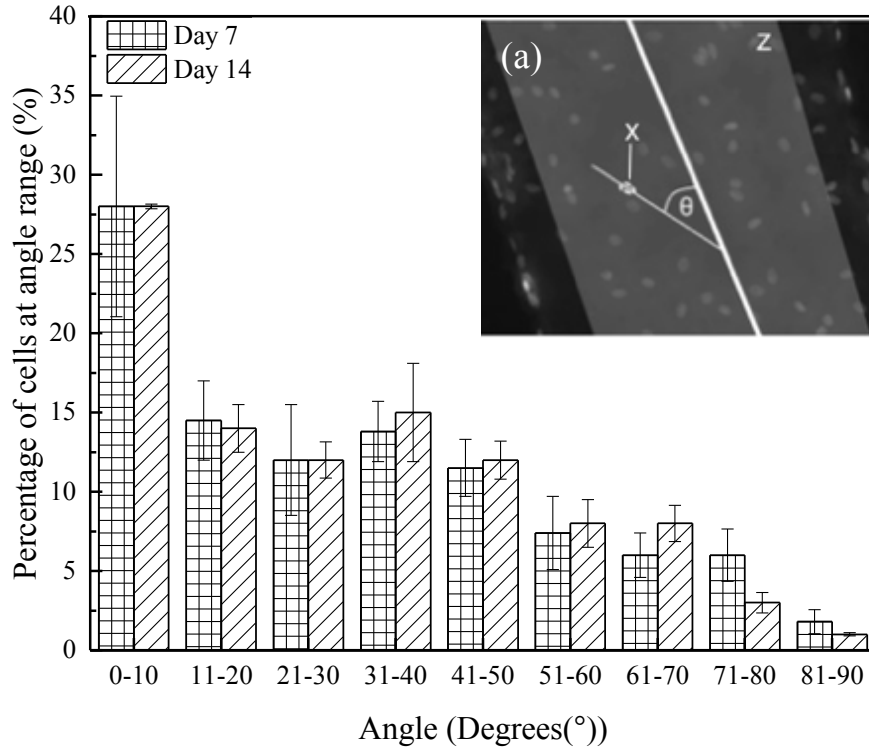 40
35
30
25
20
15
10
5
0
Percentage of cells at angle range (%)
Day 7
Day 14
(a)
Z
X
θ
0-10 11-20 21-30 31-40 41-50 51-60 61-70 71-80 81-90
Angle (Degrees(°))